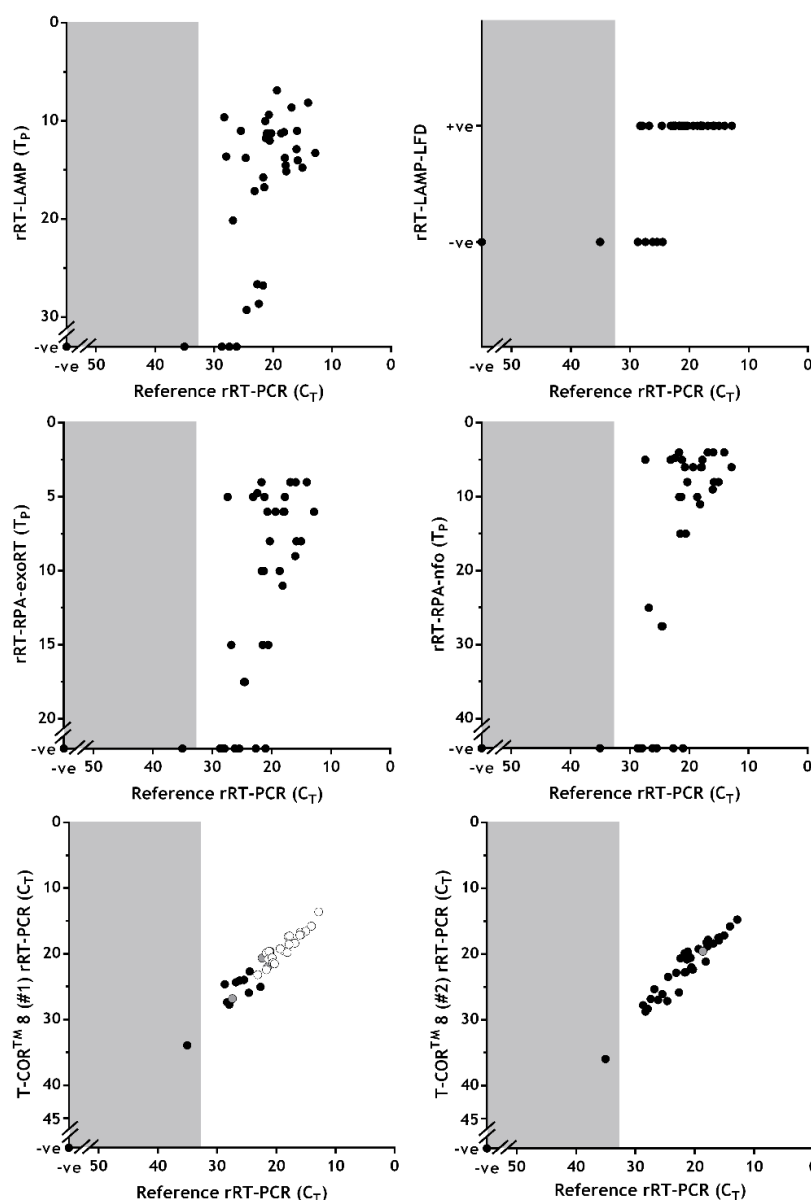 0
10
20
30
-ve
-ve 50 40 30 20 10 0
rRT-LAMP (TP)
Reference rRT-PCR (CT)
+ve
-ve
-ve 50 40 30 20 10 0
rRT-LAMP-LFD
Reference rRT-PCR (CT)
0
5
10
15
20
-ve
-ve 50 40 30 20 10 0
rRT-RPA-exoRT (TP)
Reference rRT-PCR (CT)
0
10
20
30
40
-ve
-ve 50 40 30 20 10 0
rRT-RPA-nfo (TP)
Reference rRT-PCR (CT)
0
10
20
30
40
45
-ve
-ve 50 40 30 20 10 0
T-COR™ 8 (#1) rRT-PCR (CT)
Reference rRT-PCR (CT)
0
10
20
30
40
45
-ve
-ve 50 40 30 20 10
T-COR™ 8 (#2) rRT-PCR (CT)
Reference rRT-PCR (CT)